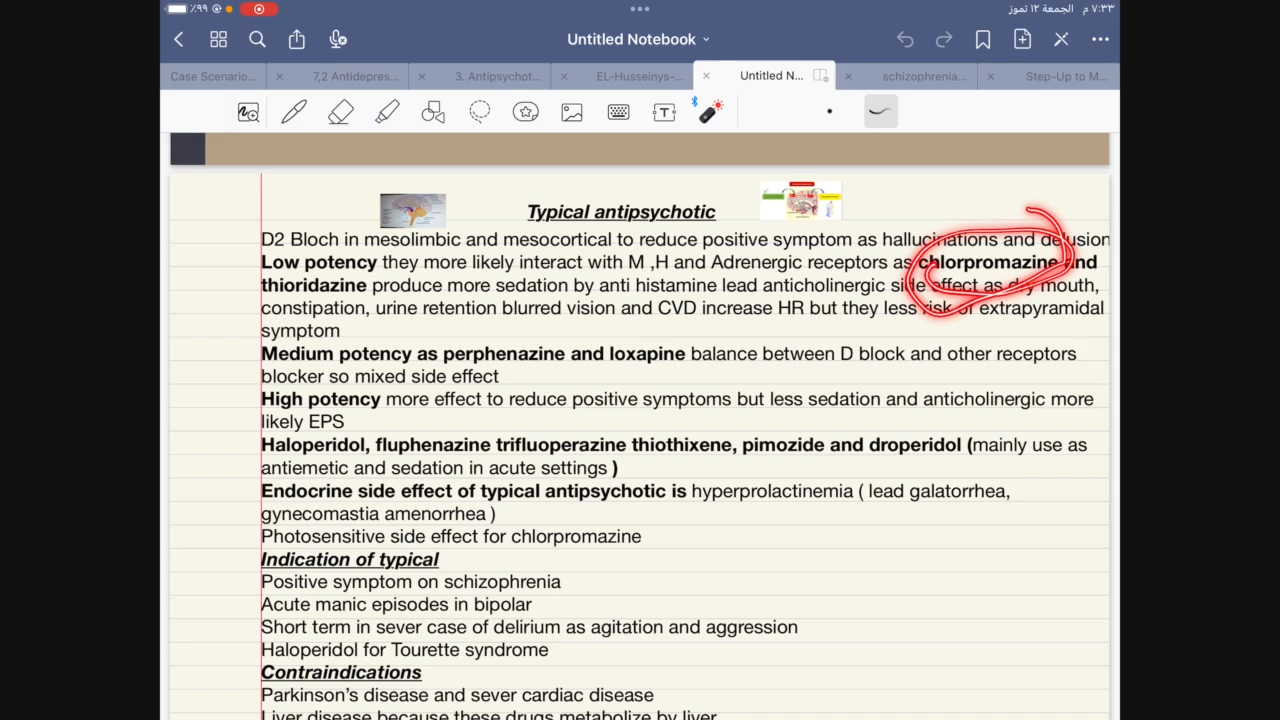 ٪٩٩
٧:٣٣ م الجمعة ١٢ تموز
Untitled Notebook
Case Scenario...
7,2 Antidepres...
3. Antipsychot...
EL-Husseinys-...
Untitled N...
schizophrenia...
Step-Up to M...
Typical antipsychotic
D2 Bloch in mesolimbic and mesocortical to reduce positive symptom as hallucinations and delusion
Low potency they more likely interact with M ,H and Adrenergic receptors as chlorpromazine and
thioridazine produce more sedation by anti histamine lead anticholinergic side effect as dry mouth,
constipation, urine retention blurred vision and CVD increase HR but they less risk of extrapyramidal
symptom
Medium potency as perphenazine and loxapine balance between D block and other receptors
blocker so mixed side effect
High potency more effect to reduce positive symptoms but less sedation and anticholinergic more
likely EPS
Haloperidol, fluphenazine trifluoperazine thiothixene, pimozide and droperidol (mainly use as
antiemetic and sedation in acute settings )
Endocrine side effect of typical antipsychotic is hyperprolactinemia ( lead galatorrhea,
gynecomastia amenorrhea )
Photosensitive side effect for chlorpromazine
Indication of typical
Positive symptom on schizophrenia
Acute manic episodes in bipolar
Short term in sever case of delirium as agitation and aggression
Haloperidol for Tourette syndrome
Contraindications
Parkinson's disease and sever cardiac disease
Liver disease because these drugs metabolize by liver